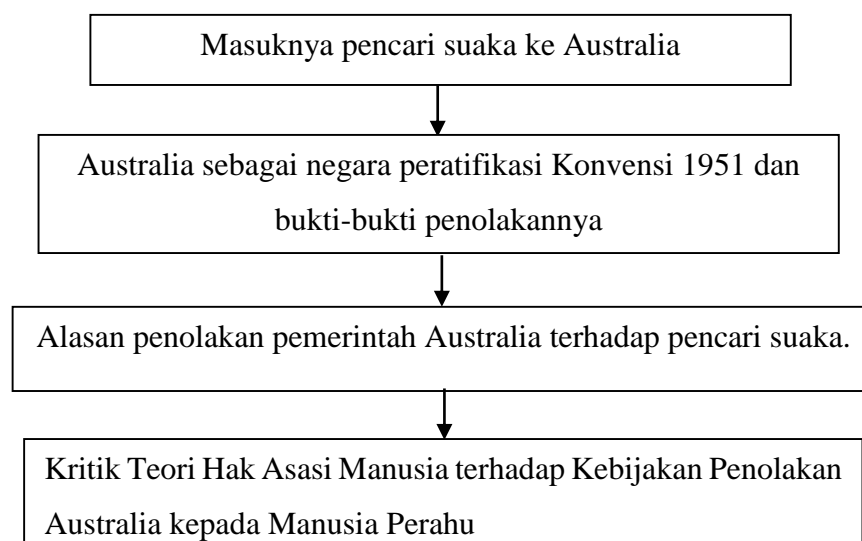 Masuknya pencari suaka ke Australia
Australia sebagai negara peratifikasi Konvensi 1951 dan
bukti-bukti penolakannya
Alasan penolakan pemerintah Australia terhadap pencari suaka.
Kritik Teori Hak Asasi Manusia terhadap Kebijakan Penolakan
Australia kepada Manusia Perahu